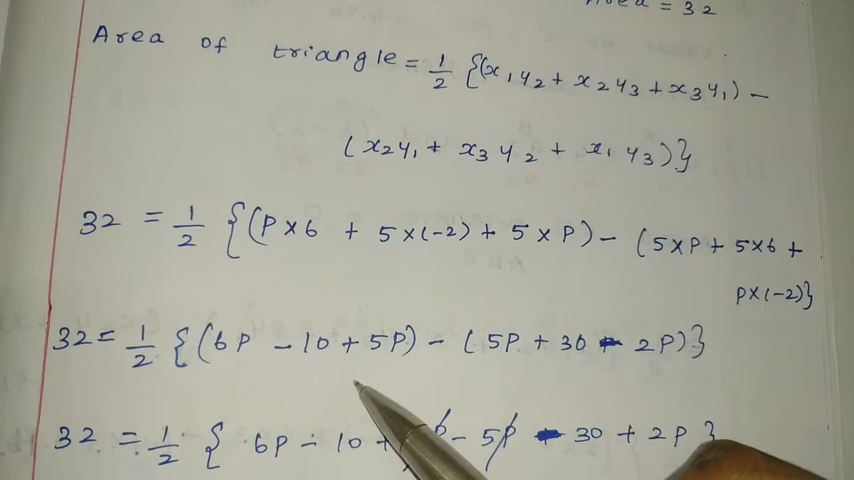 Area = 32
Area of triangle = 1/2 {(x₁y₂ + x₂y₃ + x₃y₁) -
(x₂y₁ + x₃y₂ + x₁y₃)}
32 = 1/2 {(P×6 + 5×(-2) + 5×P) - (5×P + 5×6 +
P×(-2)}
32 = 1/2 {(6P - 10 + 5P) - (5P + 30 - 2P)}
32 = 1/2 { 6P - 10 + - 5P - 30 + 2P }